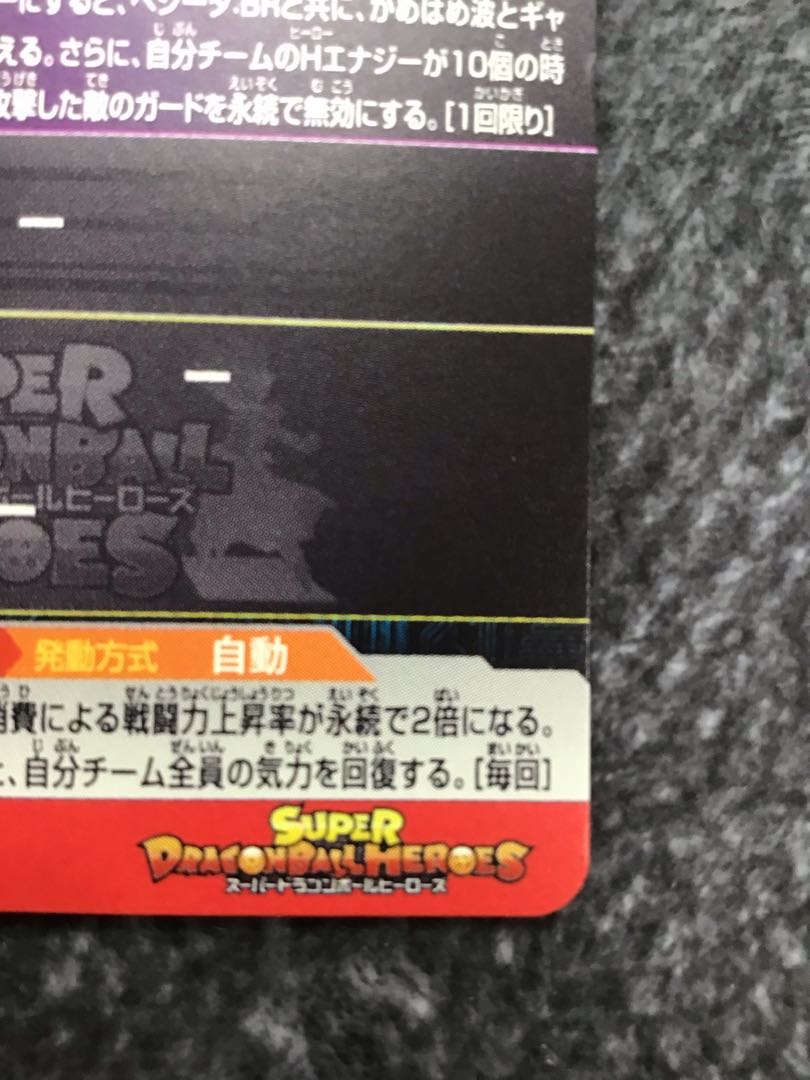 にすると、ベジータ:BRと共に、かめはめ波とギャ
える。さらに、自分チームのHエナジーが10個の時
攻撃した敵のガードを永続で無効にする。[1回限り]
PER
ONBALL
ボールヒーローズ
OES
発動方式 自動
消費による戦闘力上昇率が永続で2倍になる。
と、自分チーム全員の気力を回復する。[毎回]
SUPER
DRAGONBALL HEROES
スーパードラゴンボールヒーローズ